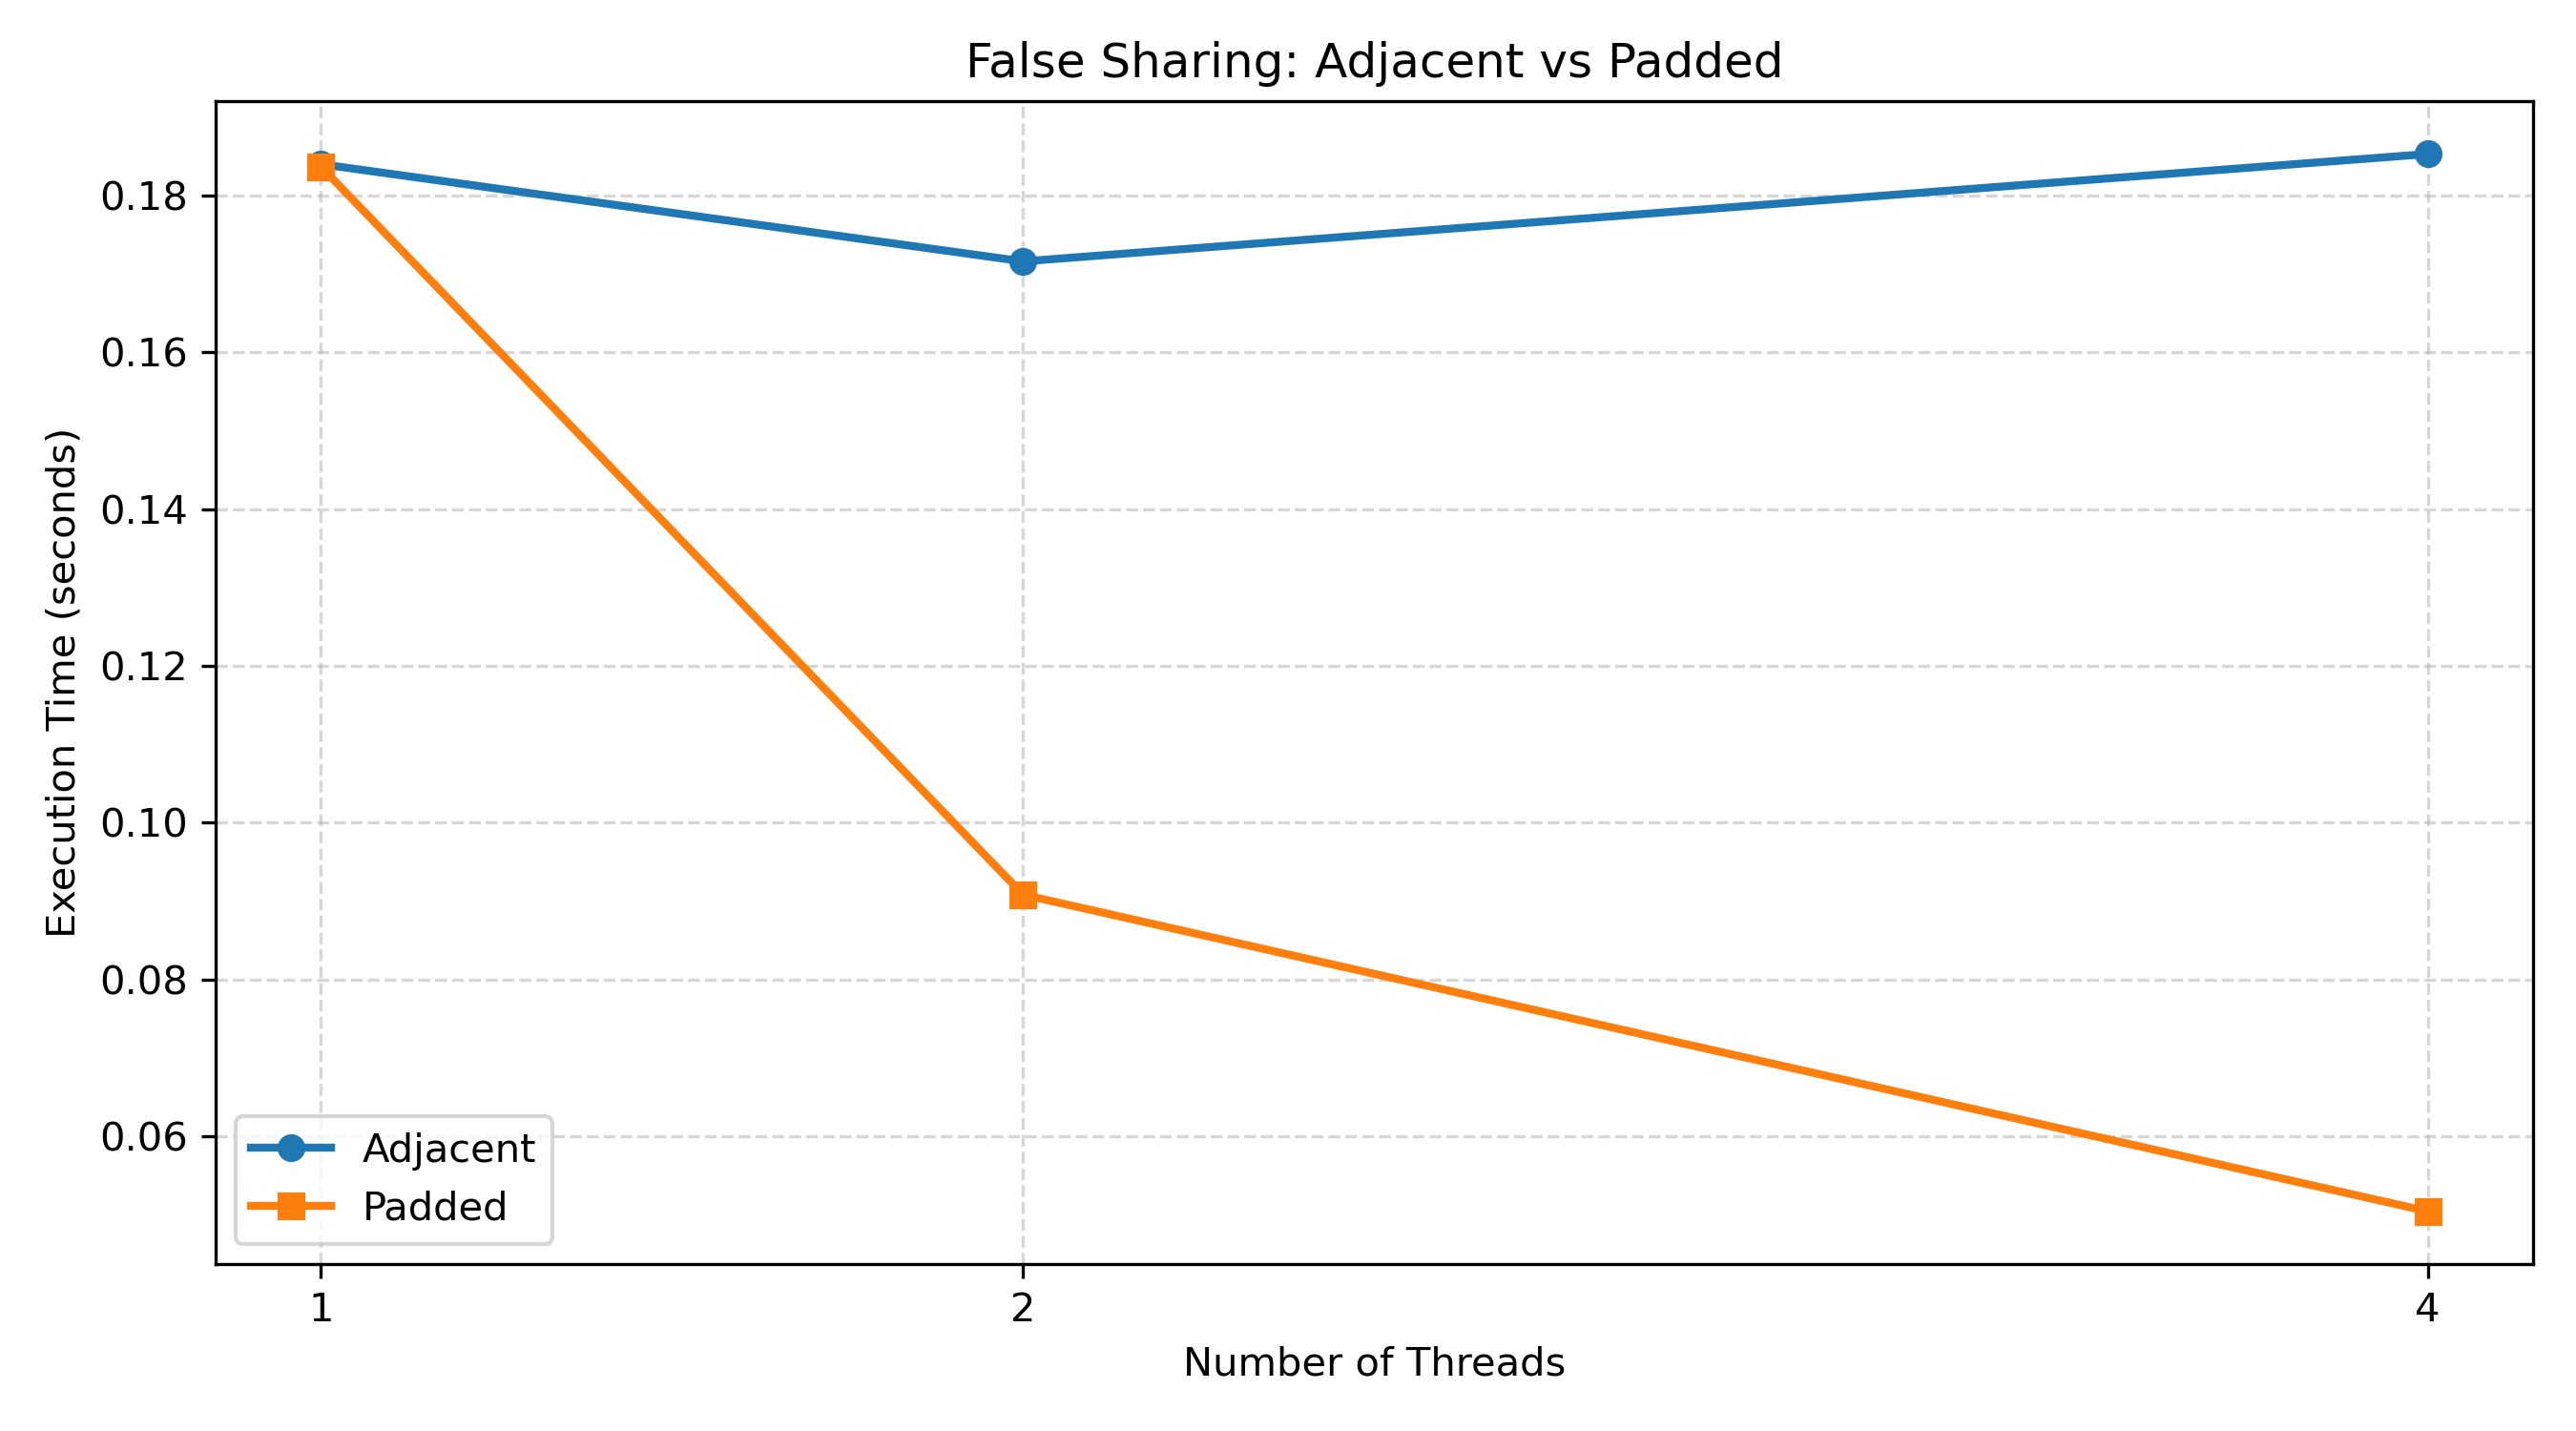 False Sharing: Adjacent vs Padded
Execution Time (seconds)
0.18
0.16
0.14
0.12
0.10
0.08
0.06
Adjacent
Padded
1 2 4
Number of Threads